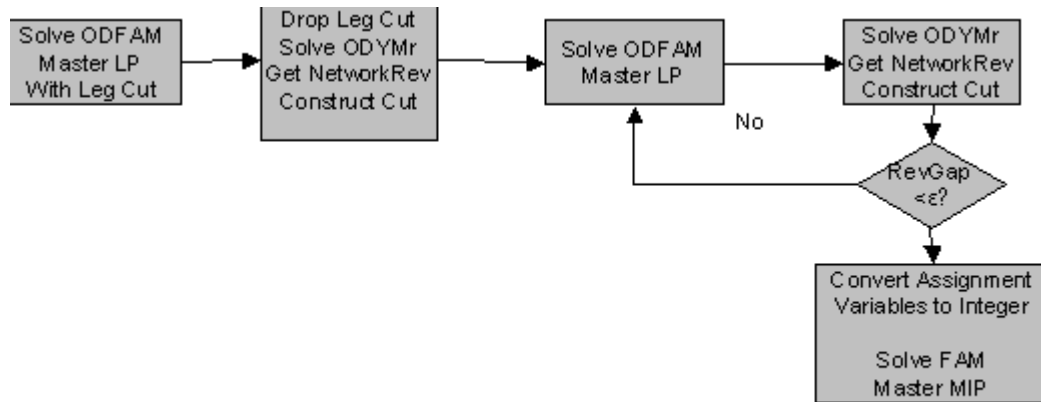 Solve ODFAM
Master LP
With Leg Cut
Drop Leg Cut
Solve ODYMr
Get NetworkRev
Construct Cut
Solve ODFAM
Master LP
Solve ODYMr
Get NetworkRev
Construct Cut
No
RevGap
<ε?
Convert Assignment
Variables to Integer
Solve FAM
Master MIP